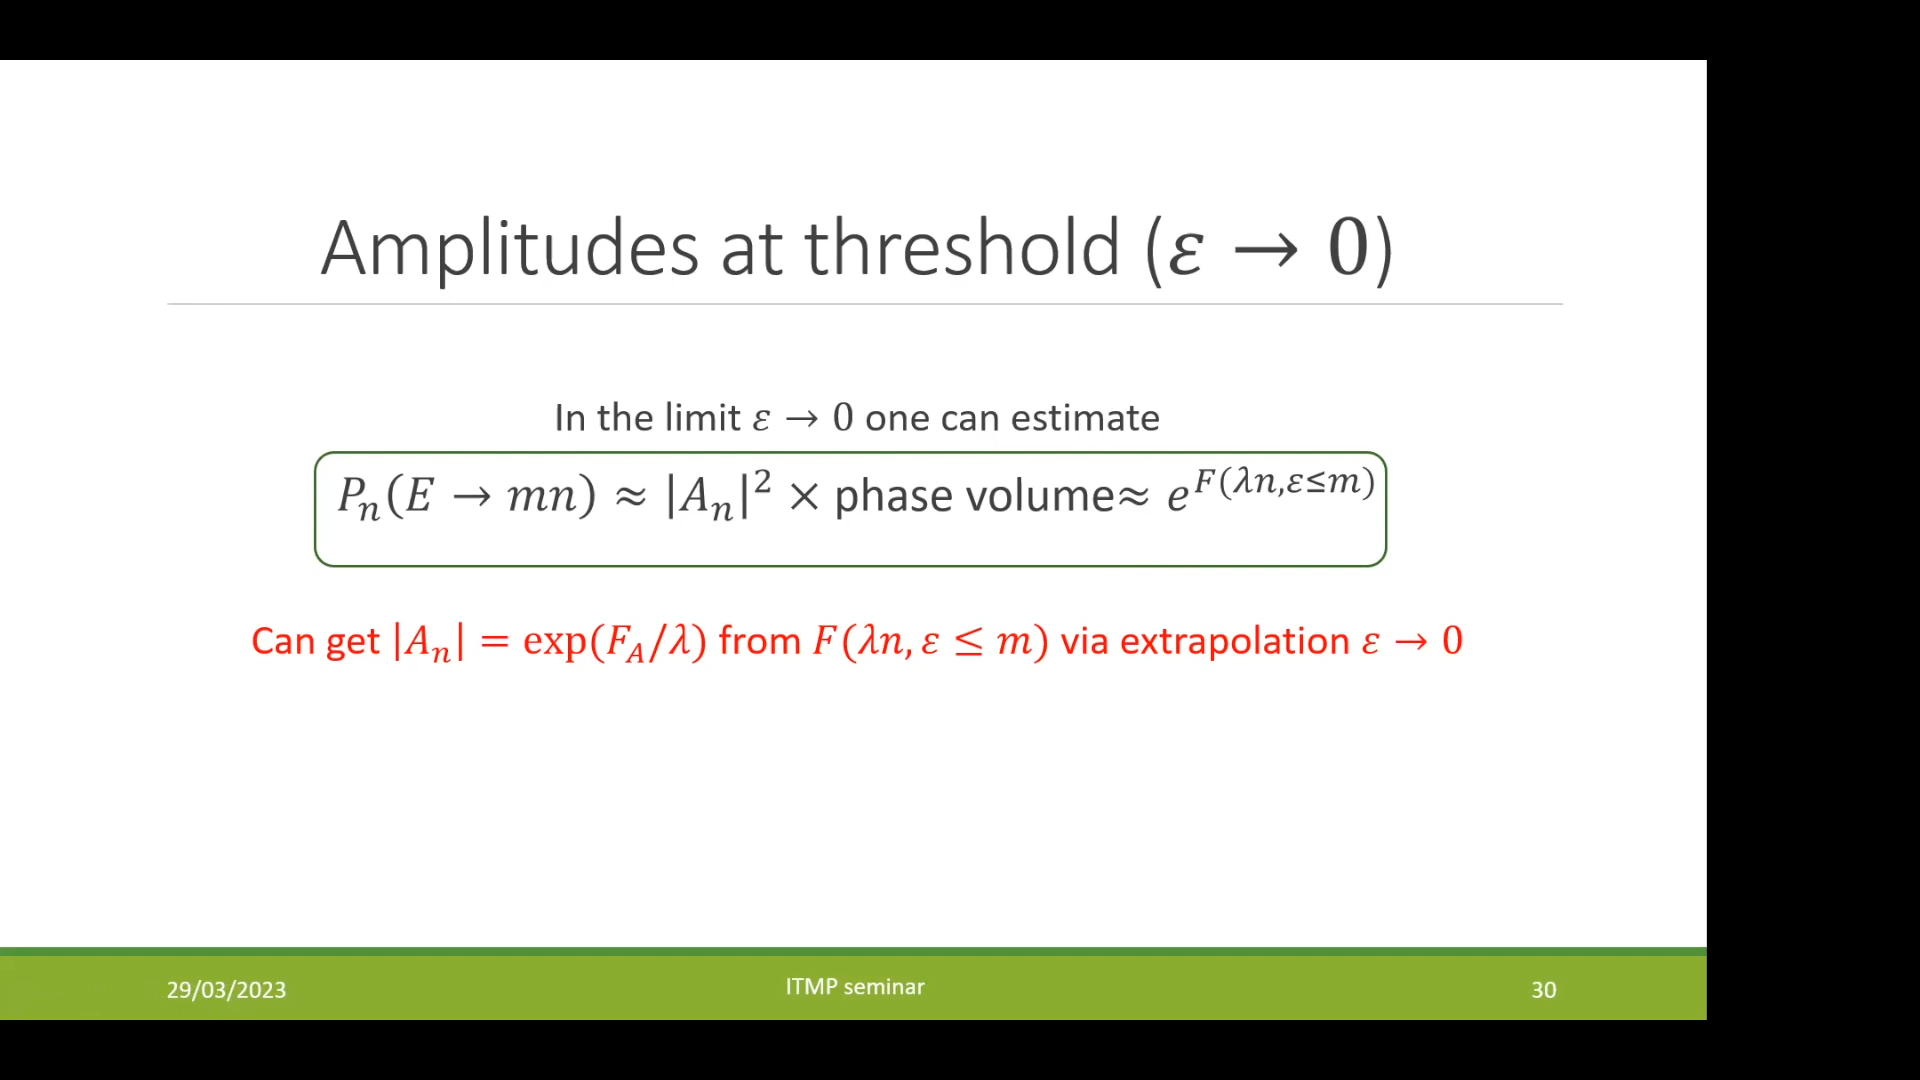 Amplitudes at threshold (ε → 0)
In the limit ε → 0 one can estimate
Pₙ(E → mn) ≈ |Aₙ|² × phase volume≈ e^{F(λn,ε≤m)}
Can get |Aₙ| = exp(F_A/λ) from F(λn, ε ≤ m) via extrapolation ε → 0
29/03/2023
ITMP seminar
30